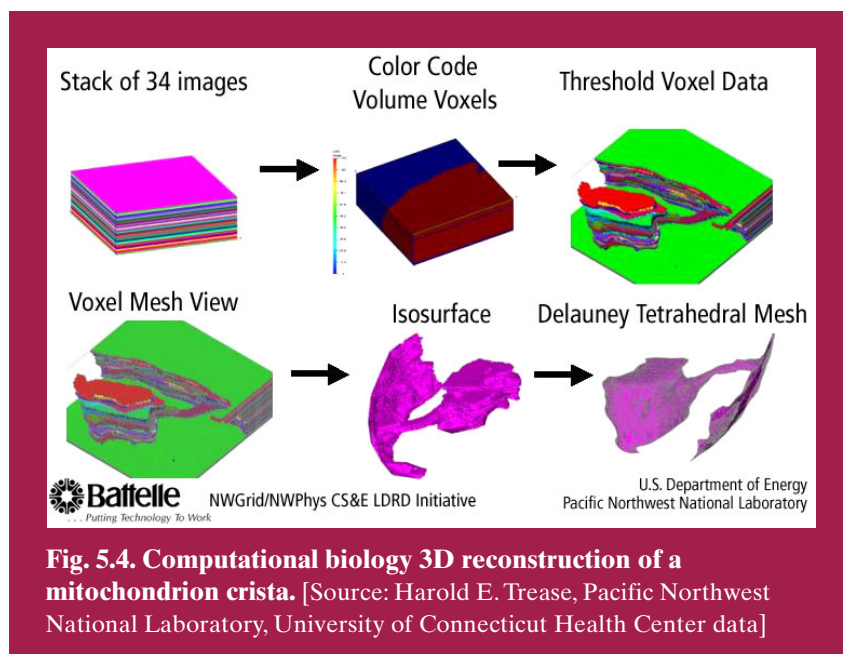 Stack of 34 images
Color Code
Volume Voxels
Threshold Voxel Data
Voxel Mesh View
Isosurface
Delauney Tetrahedral Mesh
Battelle
. . . Putting Technology To Work
NWGrid/NWPhys CS&E LDRD Initiative
U.S. Department of Energy
Pacific Northwest National Laboratory
Fig. 5.4. Computational biology 3D reconstruction of a
mitochondrion crista. [Source: Harold E. Trease, Pacific Northwest
National Laboratory, University of Connecticut Health Center data]